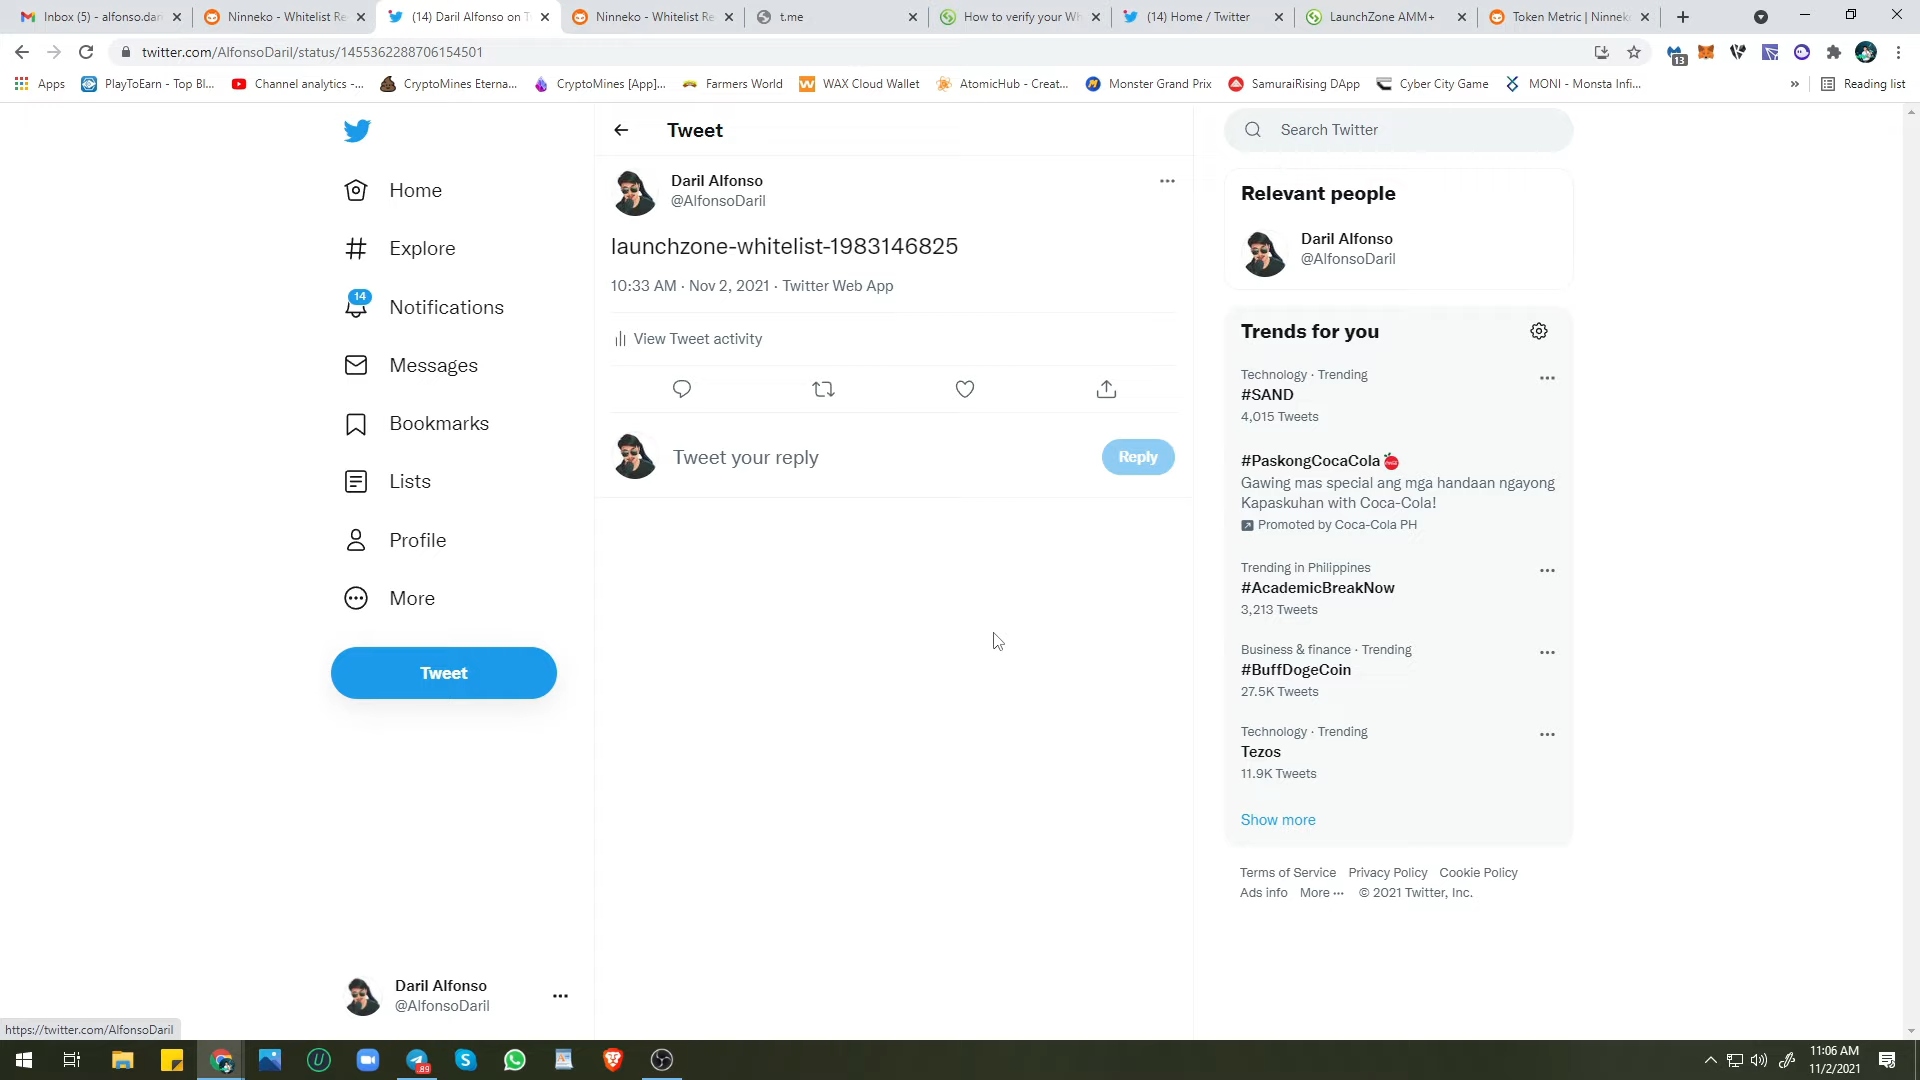 Inbox (5) - alfonso.dar
Ninneko - Whitelist Re
(14) Daril Alfonso on T
Ninneko - Whitelist Re
t.me
How to verify your Wh
(14) Home / Twitter
LaunchZone AMM+
Token Metric | Ninnek
twitter.com/AlfonsoDaril/status/1455362288706154501
13
Apps
PlayToEarn - Top Bl...
Channel analytics -...
CryptoMines Eterna...
CryptoMines [App]...
Farmers World
WAX Cloud Wallet
AtomicHub - Creat...
Monster Grand Prix
SamuraiRising DApp
Cyber City Game
MONI - Monsta Infi...
»
Reading list
Home
Explore
14
Notifications
Messages
Bookmarks
Lists
Profile
More
Tweet
Daril Alfonso
@AlfonsoDaril
Tweet
Daril Alfonso
@AlfonsoDaril
launchzone-whitelist-1983146825
10:33 AM · Nov 2, 2021 · Twitter Web App
View Tweet activity
Tweet your reply
Reply
Search Twitter
Relevant people
Daril Alfonso
@AlfonsoDaril
Trends for you
Technology · Trending
#SAND
4,015 Tweets
#PaskongCocaCola
Gawing mas special ang mga handaan ngayong
Kapaskuhan with Coca-Cola!
Promoted by Coca-Cola PH
Trending in Philippines
#AcademicBreakNow
3,213 Tweets
Business & finance · Trending
#BuffDogeCoin
27.5K Tweets
Technology · Trending
Tezos
11.9K Tweets
Show more
Terms of Service Privacy Policy Cookie Policy
Ads info More ··· © 2021 Twitter, Inc.
https://twitter.com/AlfonsoDaril
89
11:06 AM
11/2/2021